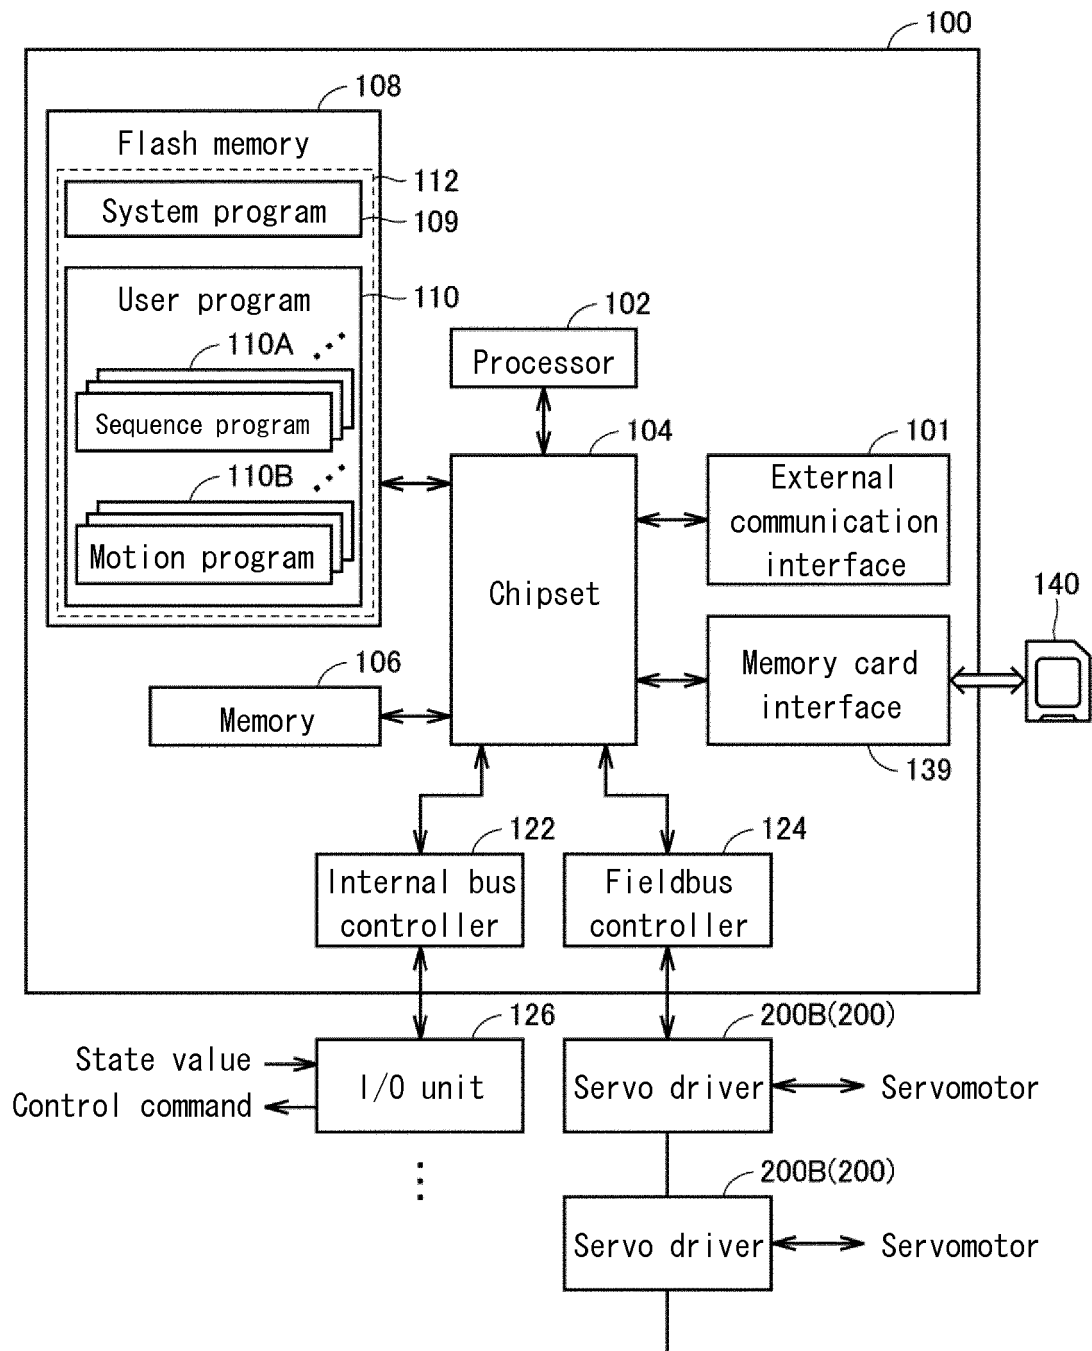 100
108
Flash memory
112
System program
109
User program
110
110A
Sequence program
110B
Motion program
102
Processor
104
Chipset
101
External
communication
interface
140
Memory card
interface
139
106
Memory
122
Internal bus
controller
124
Fieldbus
controller
126
I/O unit
State value
Control command
200B(200)
Servo driver
Servomotor
200B(200)
Servo driver
Servomotor